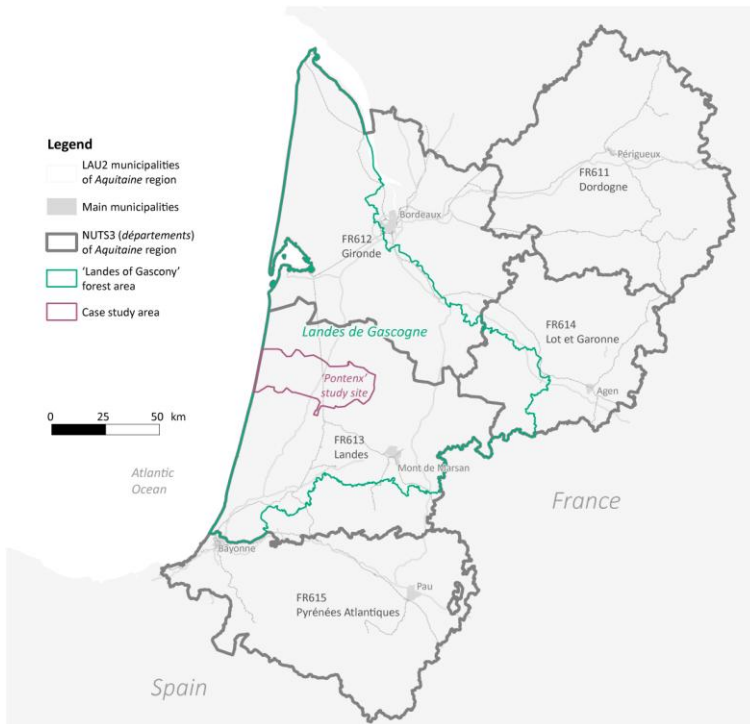 Legend
LAU2 municipalities
of Aquitaine region
Main municipalities
NUTS3 (départements)
of Aquitaine region
'Landes of Gascony'
forest area
Case study area
0 25 50 km
Atlantic
Ocean
Périgueux
FR611
Dordogne
Bordeaux
FR612
Gironde
Landes de Gascogne
FR614
Lot et Garonne
Agen
'Pontenx'
study site
FR613
Landes
Mont de Marsan
France
Bayonne
Pau
FR615
Pyrénées Atlantiques
Spain